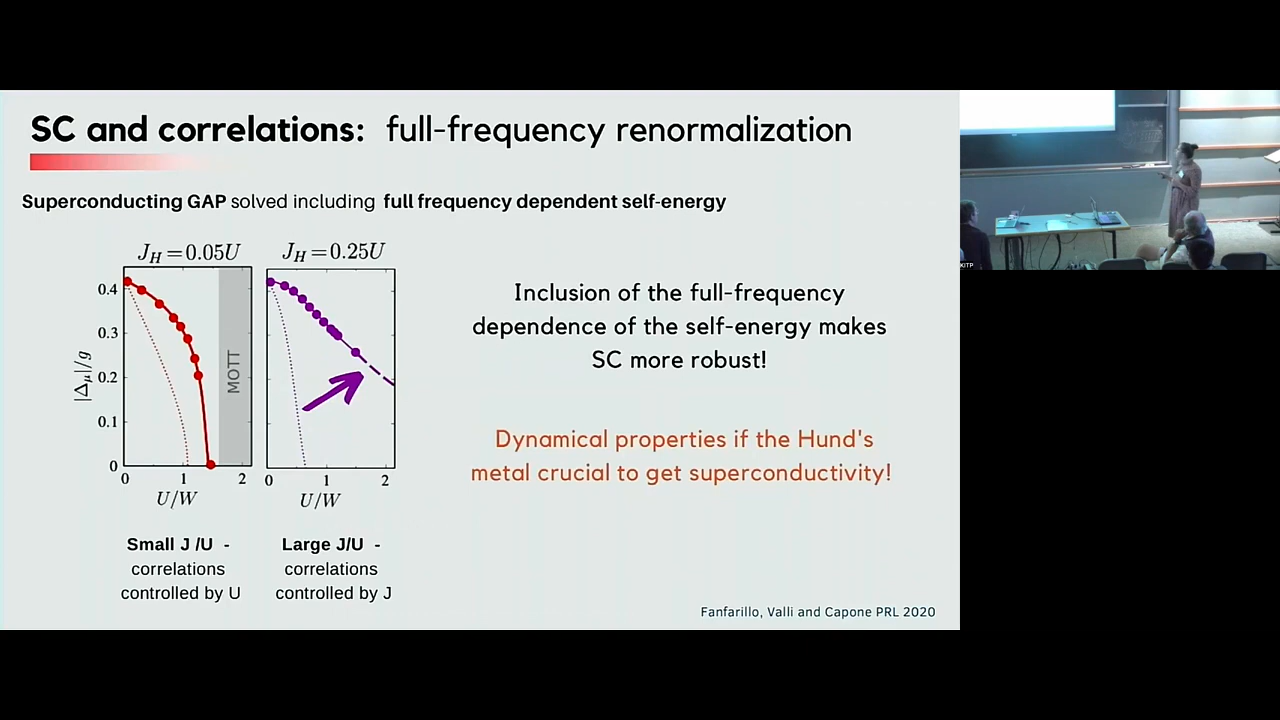 SC and correlations: full-frequency renormalization
Superconducting GAP solved including full frequency dependent self-energy
J_H=0.05U
J_H=0.25U
|Δ_μ|/g
0.4
0.3
0.2
0.1
0
0 1 2
U/W
MOTT
0 1 2
U/W
Small J /U -
correlations
controlled by U
Large J/U -
correlations
controlled by J
Inclusion of the full-frequency
dependence of the self-energy makes
SC more robust!
Dynamical properties if the Hund's
metal crucial to get superconductivity!
Fanfarillo, Valli and Capone PRL 2020
KITP